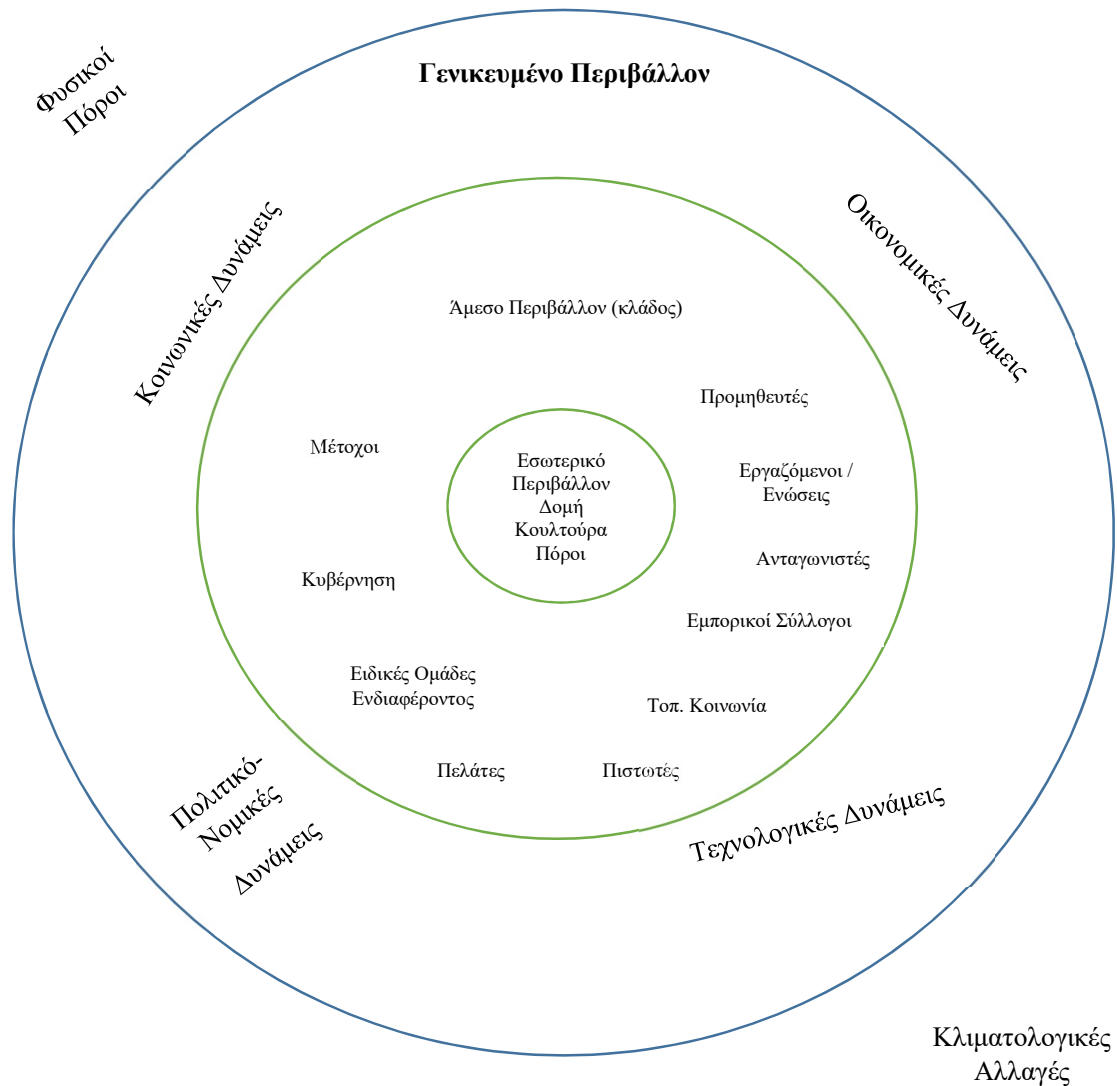 Φυσικοί
Πόροι
Γενικευμένο Περιβάλλον
Κοινωνικές Δυνάμεις
Οικονομικές Δυνάμεις
Άμεσο Περιβάλλον (κλάδος)
Προμηθευτές
Μέτοχοι
Εργαζόμενοι /
Ενώσεις
Εσωτερικό
Περιβάλλον
Δομή
Κουλτούρα
Πόροι
Ανταγωνιστές
Κυβέρνηση
Εμπορικοί Σύλλογοι
Ειδικές Ομάδες
Ενδιαφέροντος
Τοπ. Κοινωνία
Πελάτες
Πιστωτές
Πολιτικό-
Νομικές
Δυνάμεις
Τεχνολογικές Δυνάμεις
Κλιματολογικές
Αλλαγές